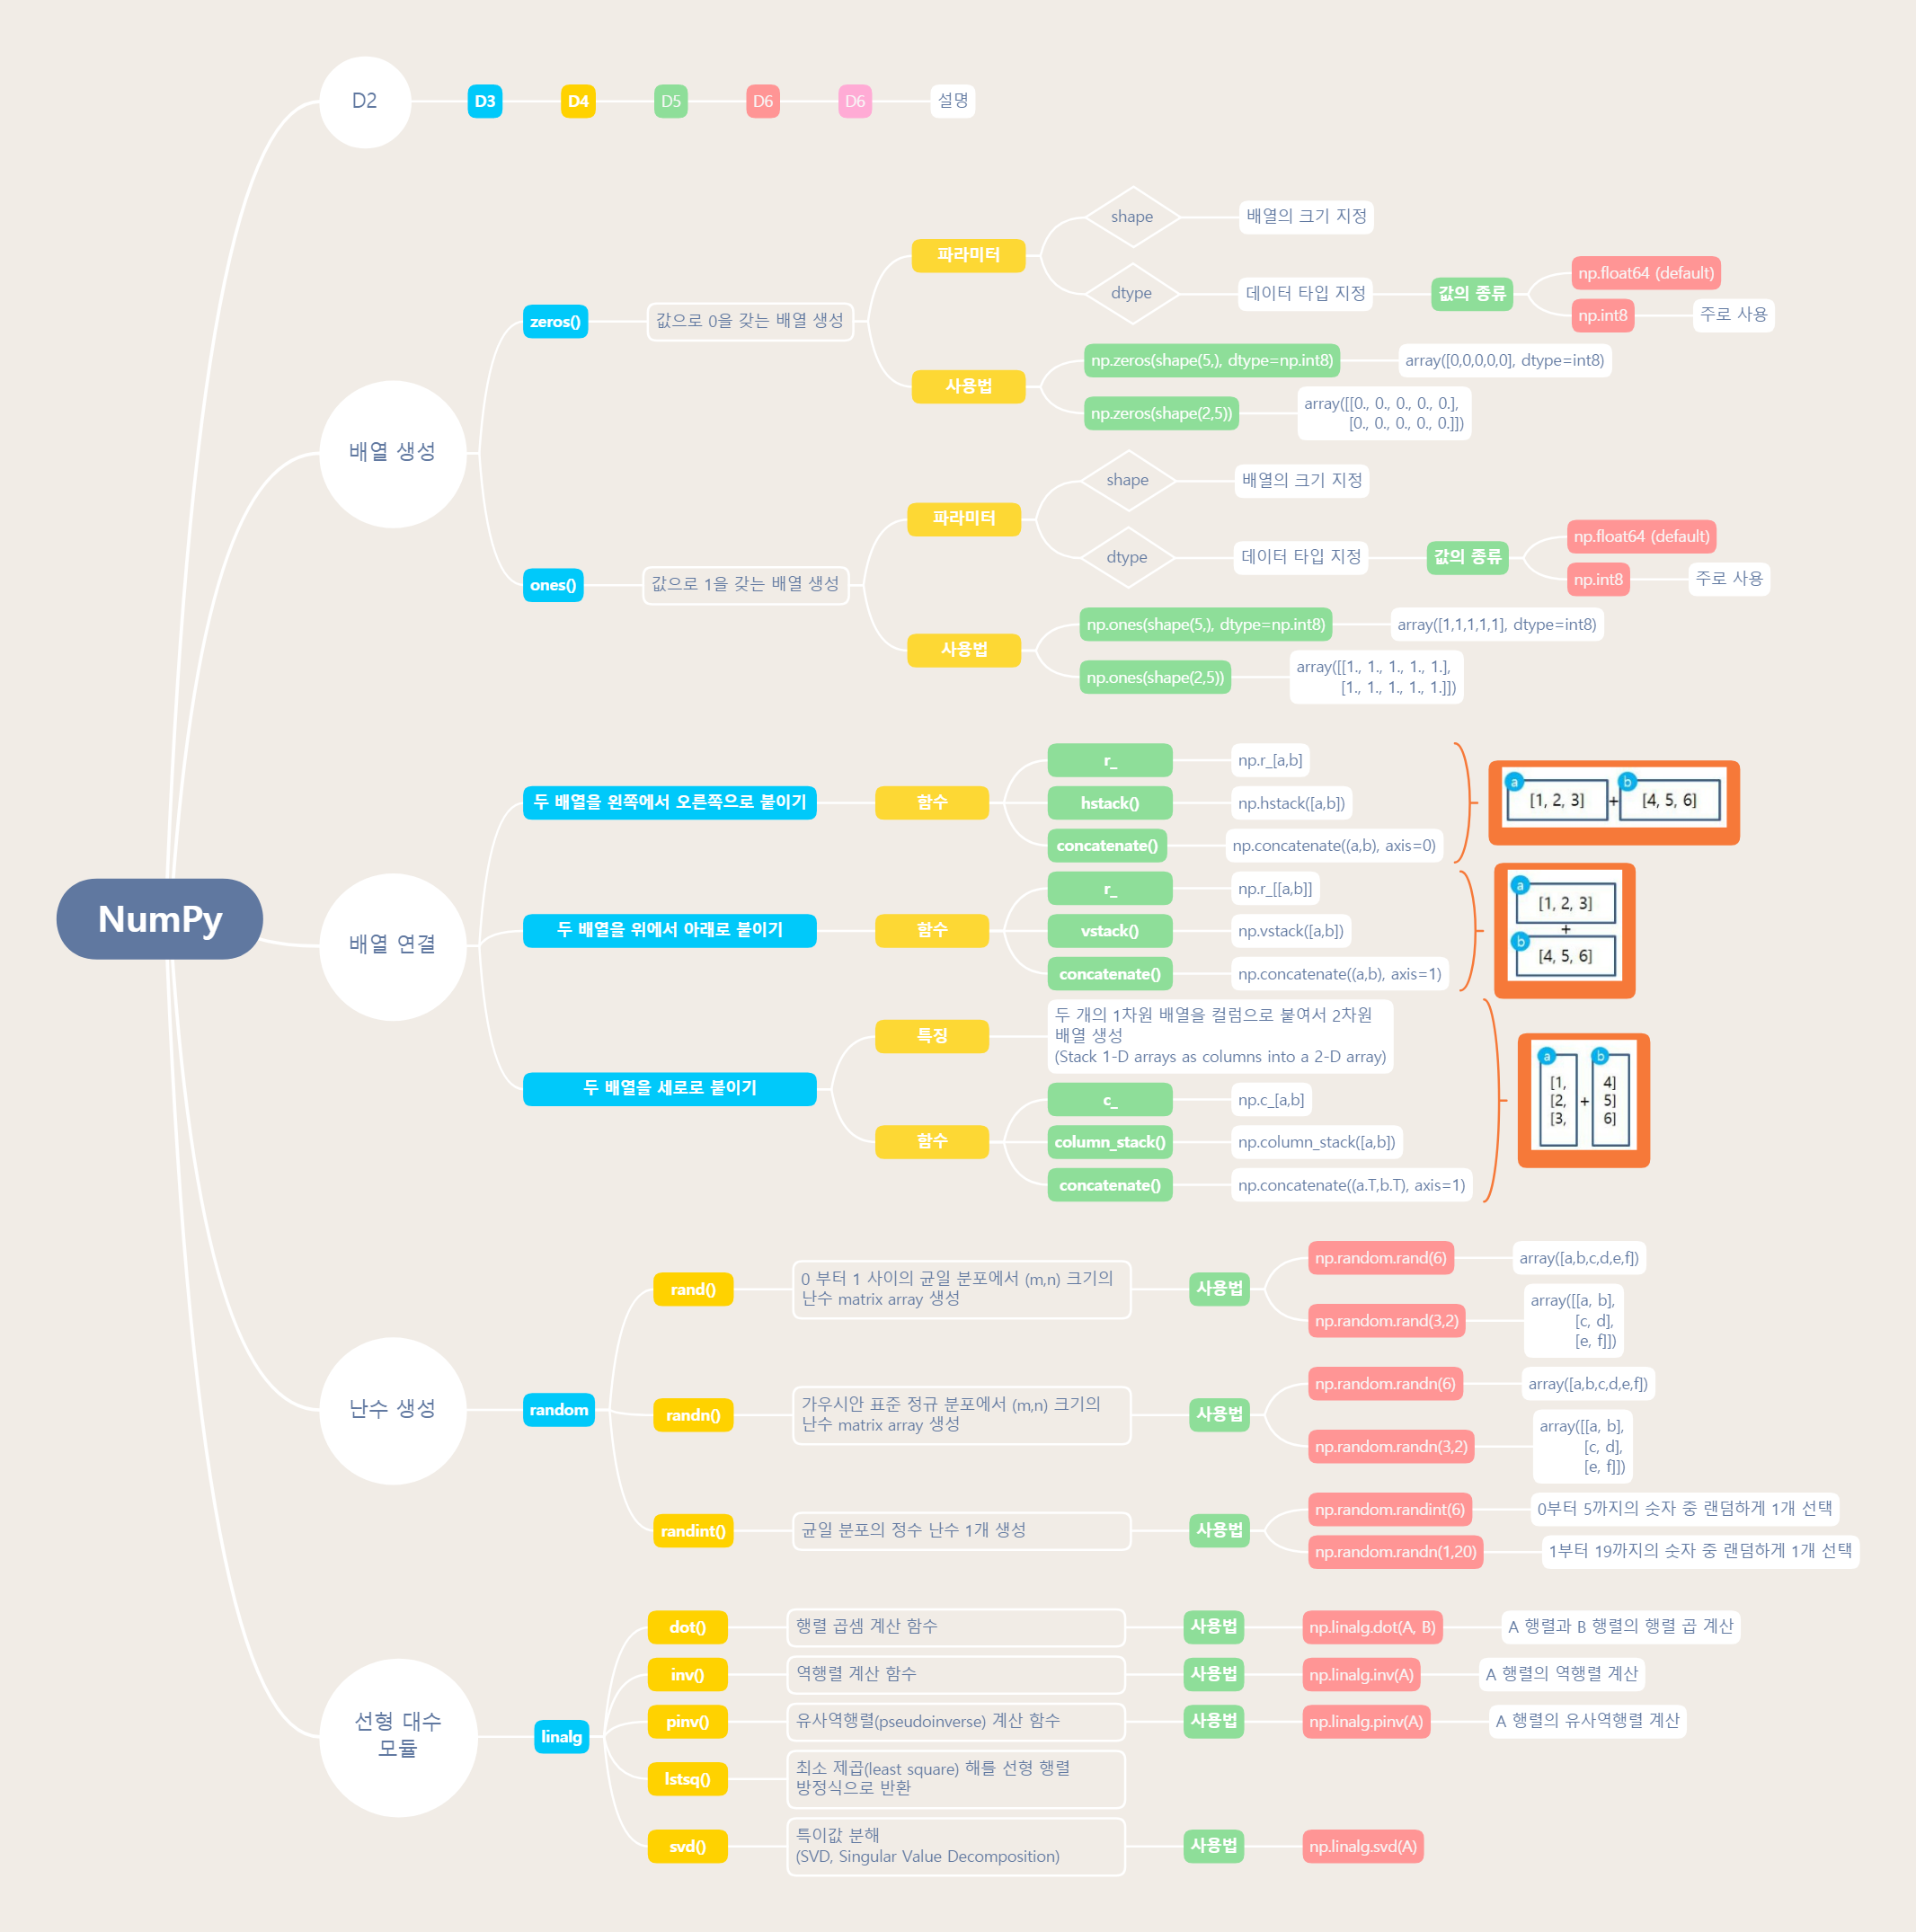 NumPy
D2
D3
D4
D5
D6
D6
설명
배열 생성
zeros()
값으로 0을 갖는 배열 생성
파라미터
shape
배열의 크기 지정
dtype
데이터 타입 지정
값의 종류
np.float64 (default)
np.int8
주로 사용
사용법
np.zeros(shape(5,), dtype=np.int8)
array([0,0,0,0,0], dtype=int8)
np.zeros(shape(2,5))
array([[0., 0., 0., 0., 0.],
[0., 0., 0., 0., 0.]])
ones()
값으로 1을 갖는 배열 생성
파라미터
shape
배열의 크기 지정
dtype
데이터 타입 지정
값의 종류
np.float64 (default)
np.int8
주로 사용
사용법
np.ones(shape(5,), dtype=np.int8)
array([1,1,1,1,1], dtype=int8)
np.ones(shape(2,5))
array([[1., 1., 1., 1., 1.],
[1., 1., 1., 1., 1.]])
배열 연결
두 배열을 왼쪽에서 오른쪽으로 붙이기
함수
r_
np.r_[a,b]
hstack()
np.hstack([a,b])
concatenate()
np.concatenate((a,b), axis=0)
a
[1, 2, 3]
+
b
[4, 5, 6]
두 배열을 위에서 아래로 붙이기
함수
r_
np.r_[[a,b]]
vstack()
np.vstack([a,b])
concatenate()
np.concatenate((a,b), axis=1)
a
[1, 2, 3]
+
b
[4, 5, 6]
두 배열을 세로로 붙이기
특징
두 개의 1차원 배열을 컬럼으로 붙여서 2차원
배열 생성
(Stack 1-D arrays as columns into a 2-D array)
함수
c_
np.c_[a,b]
column_stack()
np.column_stack([a,b])
concatenate()
np.concatenate((a.T,b.T), axis=1)
a
b
[1,
4]
[2,
+
5]
[3,
6]
난수 생성
random
rand()
0 부터 1 사이의 균일 분포에서 (m,n) 크기의
난수 matrix array 생성
사용법
np.random.rand(6)
array([a,b,c,d,e,f])
np.random.rand(3,2)
array([[a, b],
[c, d],
[e, f]])
randn()
가우시안 표준 정규 분포에서 (m,n) 크기의
난수 matrix array 생성
사용법
np.random.randn(6)
array([a,b,c,d,e,f])
np.random.randn(3,2)
array([[a, b],
[c, d],
[e, f]])
randint()
균일 분포의 정수 난수 1개 생성
사용법
np.random.randint(6)
0부터 5까지의 숫자 중 랜덤하게 1개 선택
np.random.randn(1,20)
1부터 19까지의 숫자 중 랜덤하게 1개 선택
선형 대수
모듈
linalg
dot()
행렬 곱셈 계산 함수
사용법
np.linalg.dot(A, B)
A 행렬과 B 행렬의 행렬 곱 계산
inv()
역행렬 계산 함수
사용법
np.linalg.inv(A)
A 행렬의 역행렬 계산
pinv()
유사역행렬(pseudoinverse) 계산 함수
사용법
np.linalg.pinv(A)
A 행렬의 유사역행렬 계산
lstsq()
최소 제곱(least square) 해를 선형 행렬
방정식으로 반환
svd()
특이값 분해
(SVD, Singular Value Decomposition)
사용법
np.linalg.svd(A)